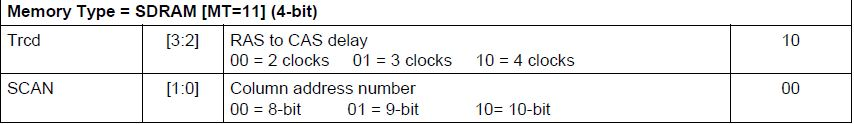 Memory Type = SDRAM [MT=11] (4-bit)
Trcd [3:2] RAS to CAS delay 10
00 = 2 clocks 01 = 3 clocks 10 = 4 clocks
SCAN [1:0] Column address number 00
00 = 8-bit 01 = 9-bit 10= 10-bit